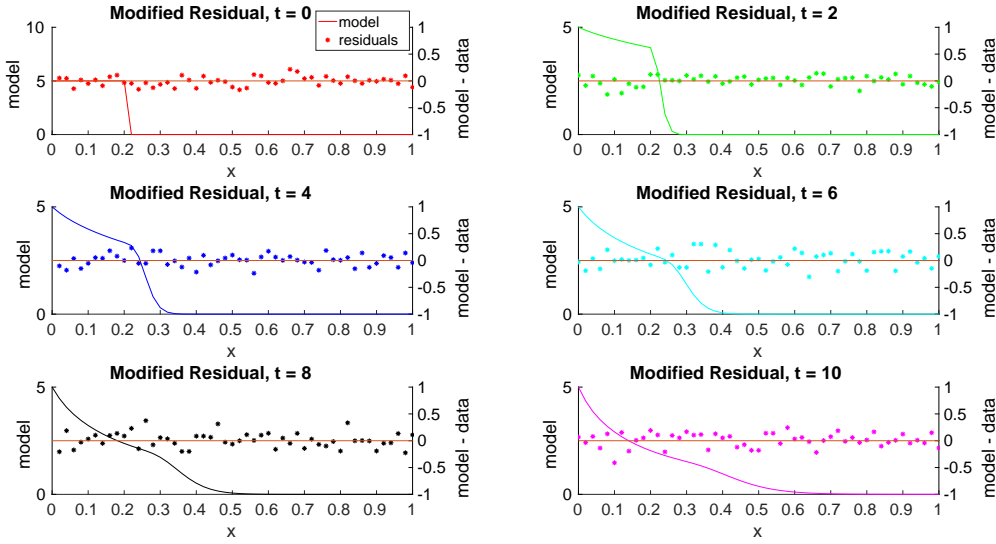 Modified Residual, t = 0
model
residuals
10
5
0
model
1
0.5
0
-0.5
-1
model - data
0 0.1 0.2 0.3 0.4 0.5 0.6 0.7 0.8 0.9 1
x
Modified Residual, t = 2
5
0
model
1
0.5
0
-0.5
-1
model - data
0 0.1 0.2 0.3 0.4 0.5 0.6 0.7 0.8 0.9 1
x
Modified Residual, t = 4
5
0
model
1
0.5
0
-0.5
-1
model - data
0 0.1 0.2 0.3 0.4 0.5 0.6 0.7 0.8 0.9 1
x
Modified Residual, t = 6
5
0
model
1
0.5
0
-0.5
-1
model - data
0 0.1 0.2 0.3 0.4 0.5 0.6 0.7 0.8 0.9 1
x
Modified Residual, t = 8
5
0
model
1
0.5
0
-0.5
-1
model - data
0 0.1 0.2 0.3 0.4 0.5 0.6 0.7 0.8 0.9 1
x
Modified Residual, t = 10
5
0
model
1
0.5
0
-0.5
-1
model - data
0 0.1 0.2 0.3 0.4 0.5 0.6 0.7 0.8 0.9 1
x